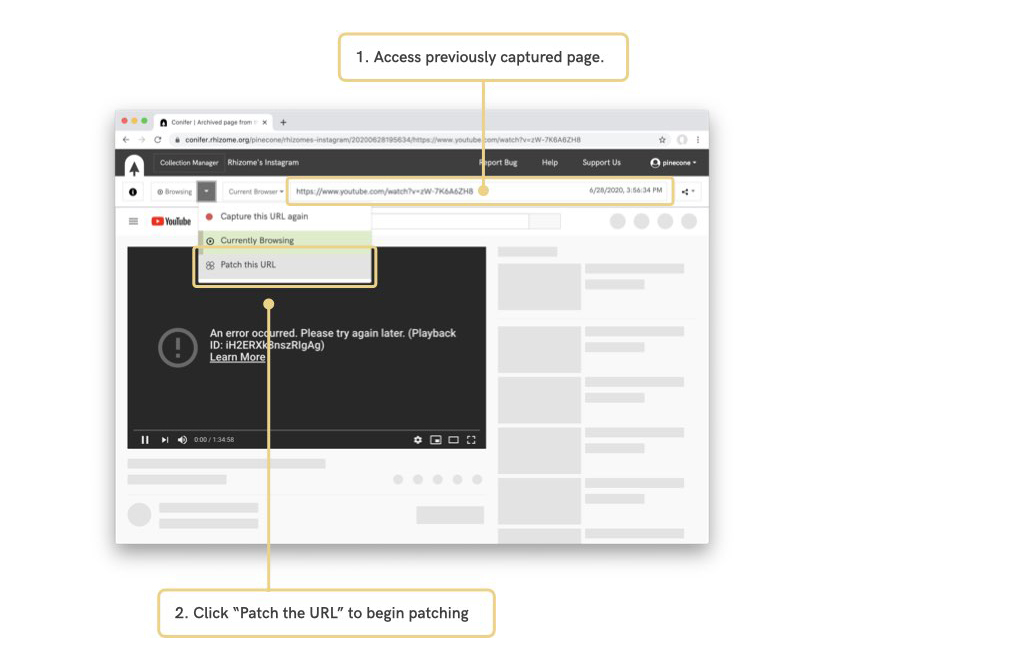 1. Access previously captured page.
Conifer | Archived page from
conifer.rhizome.org/pinecone/rhizomes-instagram/20200628195634/https://www.youtube.com/watch?v=zW-7K6A6ZH8
Collection Manager Rhizome's Instagram Report Bug Help Support Us pinecone
Browsing Current Browser https://www.youtube.com/watch?v=zW-7K6A6ZH8 6/28/2020, 3:56:34 PM
YouTube
Capture this URL again
Currently Browsing
Patch this URL
An error occurred. Please try again later. (Playback
ID: iH2ERXk3nszRIgAg)
Learn More
0:00 / 1:34:58
2. Click “Patch the URL” to begin patching